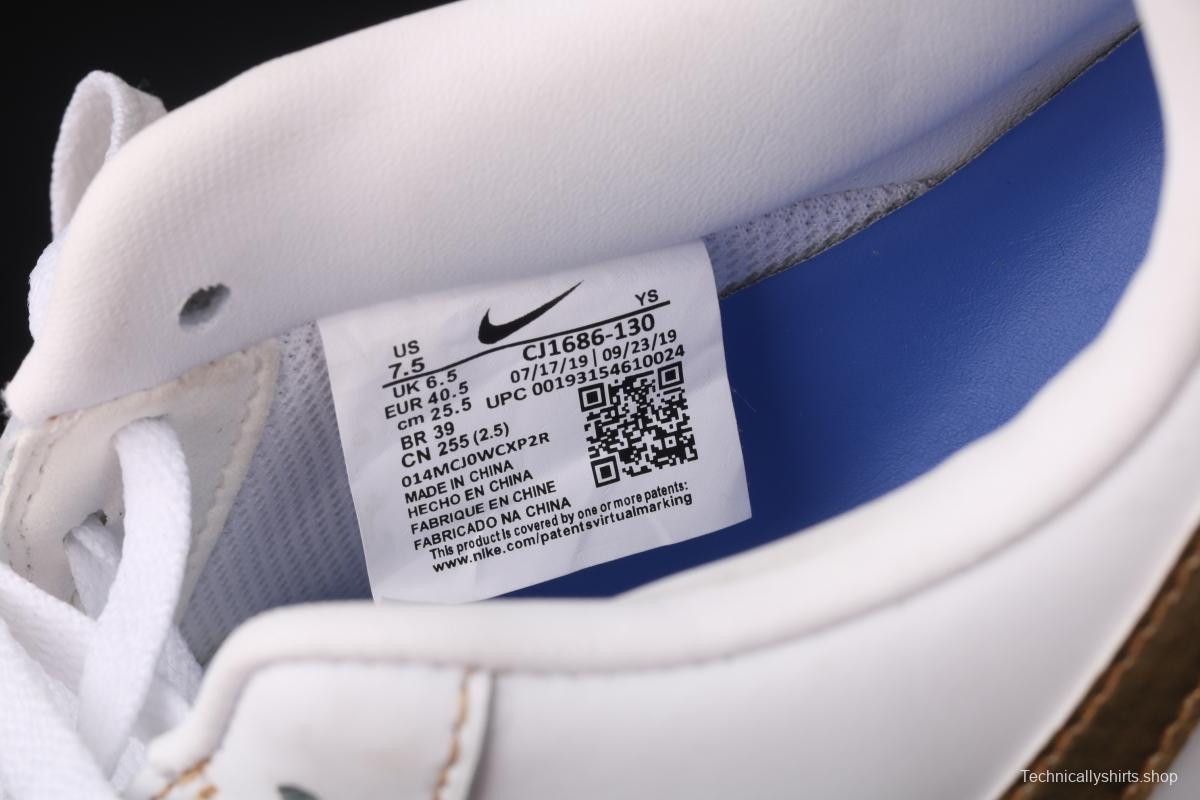 US
7.5
YS
CJ1686-130
UK 6.5
07/17/19 | 09/23/19
EUR 40.5
UPC 00193154610024
cm 25.5
BR 39
CN 255 (2.5)
014MCJ0WCXP2R
MADE IN CHINA
HECHO EN CHINA
FABRIQUE EN CHINE
FABRICADO NA CHINA
This product is covered by one or more patents:
www.nike.com/patentsvirtualmarking
Technicallyshirts.shop